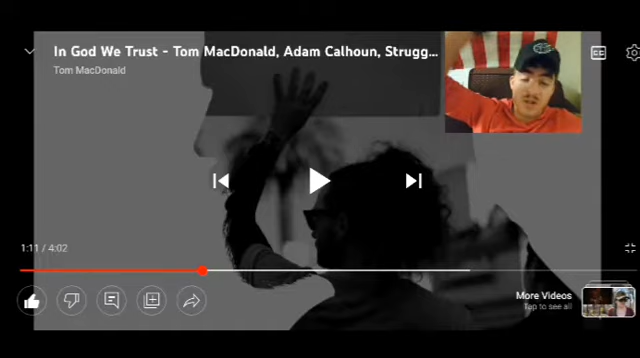 In God We Trust - Tom MacDonald, Adam Calhoun, Strugg...
Tom MacDonald
CC
1:11 / 4:02
More Videos
Tap to see all